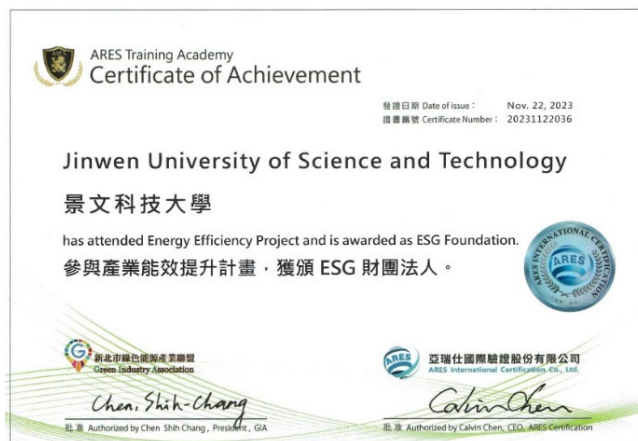 ARES Training Academy
Certificate of Achievement
發證日期 Date of issue： Nov. 22, 2023
證書編號 Certificate Number： 20231122036
Jinwen University of Science and Technology
景文科技大學
has attended Energy Efficiency Project and is awarded as ESG Foundation.
參與產業能效提升計畫，獲頒 ESG 財團法人。
ARES INTERNATIONAL CERTIFICATION
ARES
新北市綠色能源產業聯盟
Green Industry Association
ARES
亞瑞仕國際驗證股份有限公司
ARES International Certification Co., Ltd.
Chen, Shih-Chang
Calvin Chen
批准 Authorized by Chen Shih Chang, President, GIA
批准 Authorized by Calvin Chen, CEO, ARES Certification